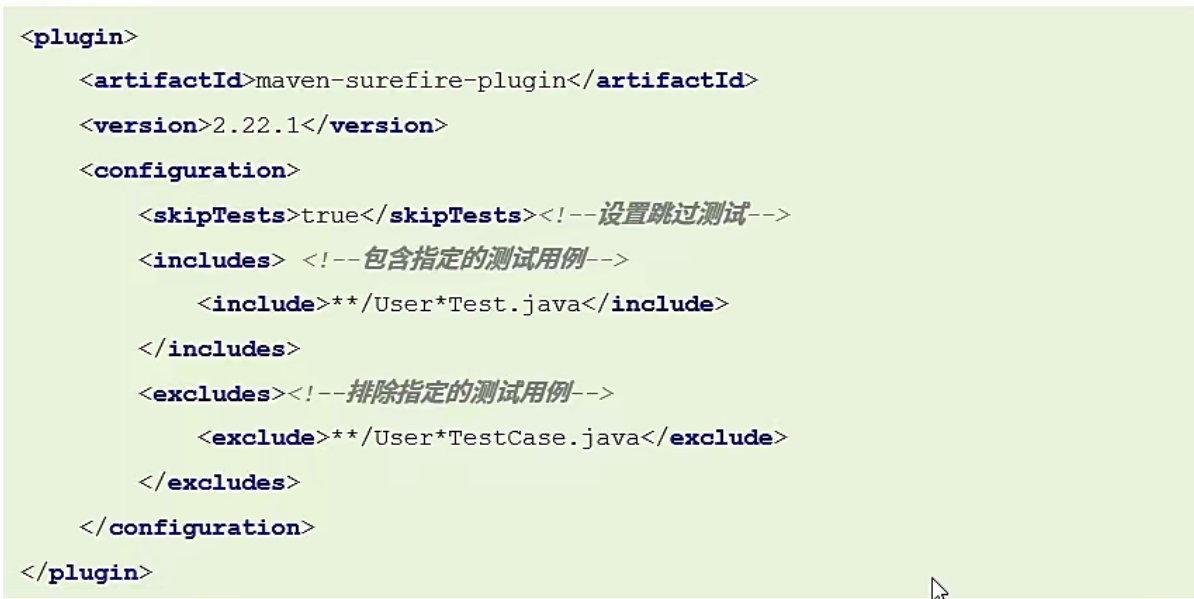 <plugin>
    <artifactId>maven-surefire-plugin</artifactId>
    <version>2.22.1</version>
    <configuration>
        <skipTests>true</skipTests><!--设置跳过测试-->
        <includes> <!--包含指定的测试用例-->
            <include>**/User*Test.java</include>
        </includes>
        <excludes><!--排除指定的测试用例-->
            <exclude>**/User*TestCase.java</exclude>
        </excludes>
    </configuration>
</plugin>